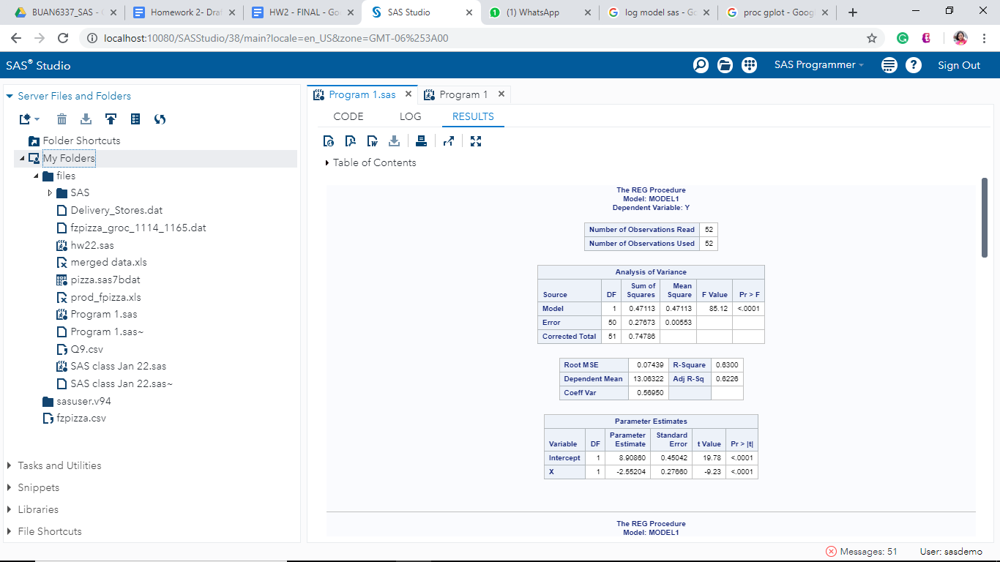 BUAN6337_SAS - 
Homework 2- Dra
HW2 - FINAL - Go
SAS Studio
(1) WhatsApp
log model sas - Go
proc gplot - Goog
localhost:10080/SASStudio/38/main?locale=en_US&zone=GMT-06%253A00
SAS® Studio
SAS Programmer
Sign Out
Server Files and Folders
Folder Shortcuts
My Folders
files
SAS
Delivery_Stores.dat
fzpizza_groc_1114_1165.dat
hw22.sas
merged data.xls
pizza.sas7bdat
prod_fpizza.xls
Program 1.sas
Program 1.sas~
Q9.csv
SAS class Jan 22.sas
SAS class Jan 22.sas~
sasuser.v94
fzpizza.csv
Tasks and Utilities
Snippets
Libraries
File Shortcuts
Program 1.sas
Program 1
CODE
LOG
RESULTS
Table of Contents
The REG Procedure
Model: MODEL1
Dependent Variable: Y
Number of Observations Read 52
Number of Observations Used 52
Analysis of Variance
Source DF Sum of Squares Mean Square F Value Pr > F
Model 1 0.47113 0.47113 85.12 <.0001
Error 50 0.27673 0.00553
Corrected Total 51 0.74786
Root MSE 0.07439 R-Square 0.6300
Dependent Mean 13.06322 Adj R-Sq 0.6226
Coeff Var 0.56950
Parameter Estimates
Variable DF Parameter Estimate Standard Error t Value Pr > |t|
Intercept 1 8.90860 0.45042 19.78 <.0001
X 1 -2.55204 0.27660 -9.23 <.0001
The REG Procedure
Model: MODEL1
Messages: 51
User: sasdemo